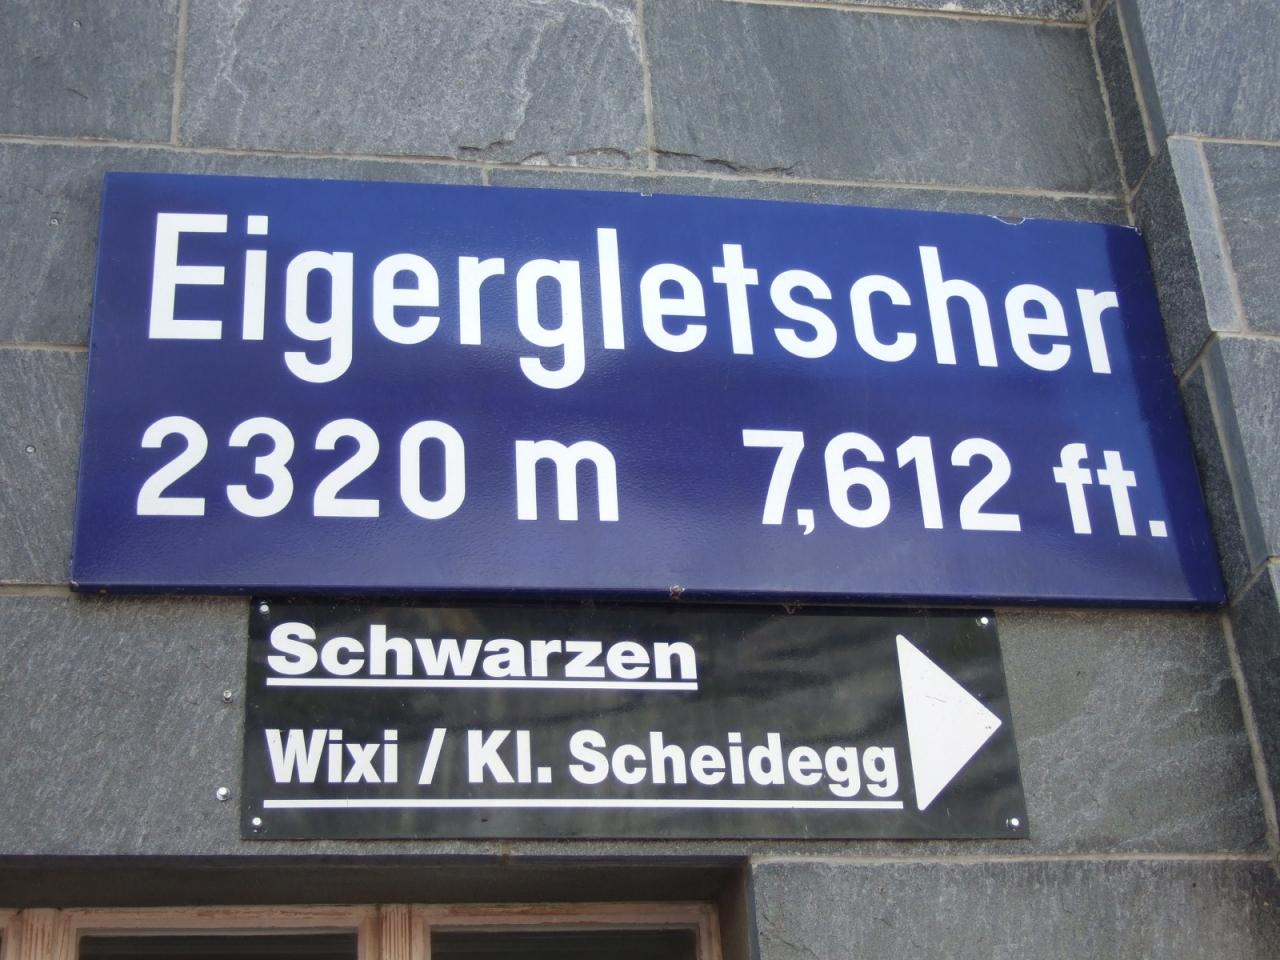 Eigergletscher
2320 m 7,612 ft.
Schwarzen
Wixi / Kl. Scheidegg